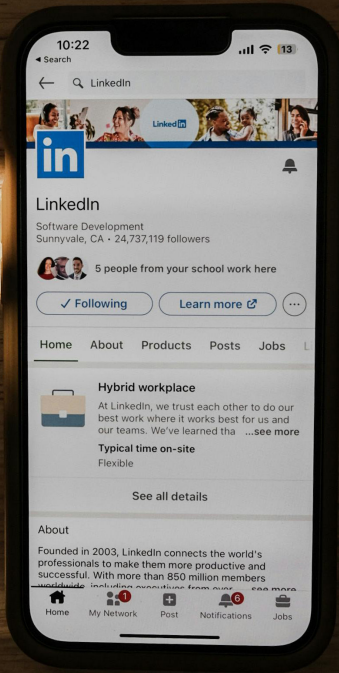 10:22
13
◂ Search
LinkedIn
Linked in
in
LinkedIn
Software Development
Sunnyvale, CA • 24,737,119 followers
5 people from your school work here
✓ Following
Learn more
...
Home About Products Posts Jobs L
Hybrid workplace
At LinkedIn, we trust each other to do our
best work where it works best for us and
our teams. We've learned tha ...see more
Typical time on-site
Flexible
See all details
About
Founded in 2003, LinkedIn connects the world's
professionals to make them more productive and
successful. With more than 850 million members
worldwide, including executives from every ...see more
1
6
Home My Network Post Notifications Jobs